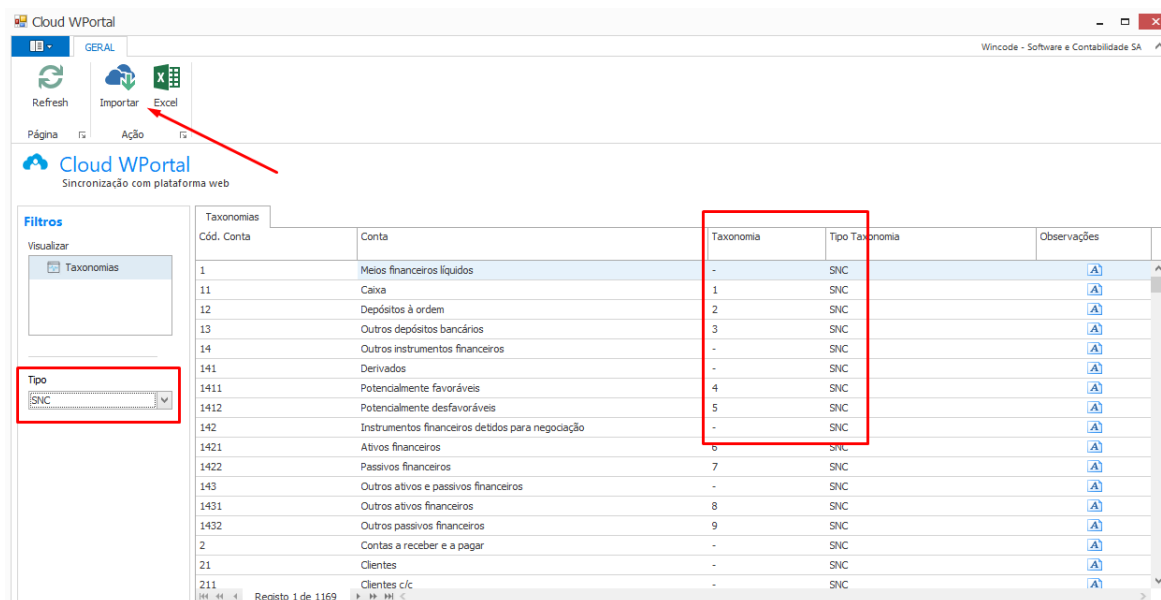 Cloud WPortal
GERAL
Wincode - Software e Contabilidade SA
Refresh
Importar
Excel
Página
Ação
Cloud WPortal
Sincronização com plataforma web
Filtros
Visualizar
Taxonomias
Tipo
SNC
Taxonomias
Cód. Conta Conta Taxonomia Tipo Taxonomia Observações
1 Meios financeiros líquidos - SNC A
11 Caixa 1 SNC A
12 Depósitos à ordem 2 SNC A
13 Outros depósitos bancários 3 SNC A
14 Outros instrumentos financeiros - SNC A
141 Derivados - SNC A
1411 Potencialmente favoráveis 4 SNC A
1412 Potencialmente desfavoráveis 5 SNC A
142 Instrumentos financeiros detidos para negociação - SNC A
1421 Ativos financeiros 6 SNC A
1422 Passivos financeiros 7 SNC A
143 Outros ativos e passivos financeiros - SNC A
1431 Outros ativos financeiros 8 SNC A
1432 Outros passivos financeiros 9 SNC A
2 Contas a receber e a pagar - SNC A
21 Clientes - SNC A
211 Clientes c/c - SNC A
Registo 1 de 1169